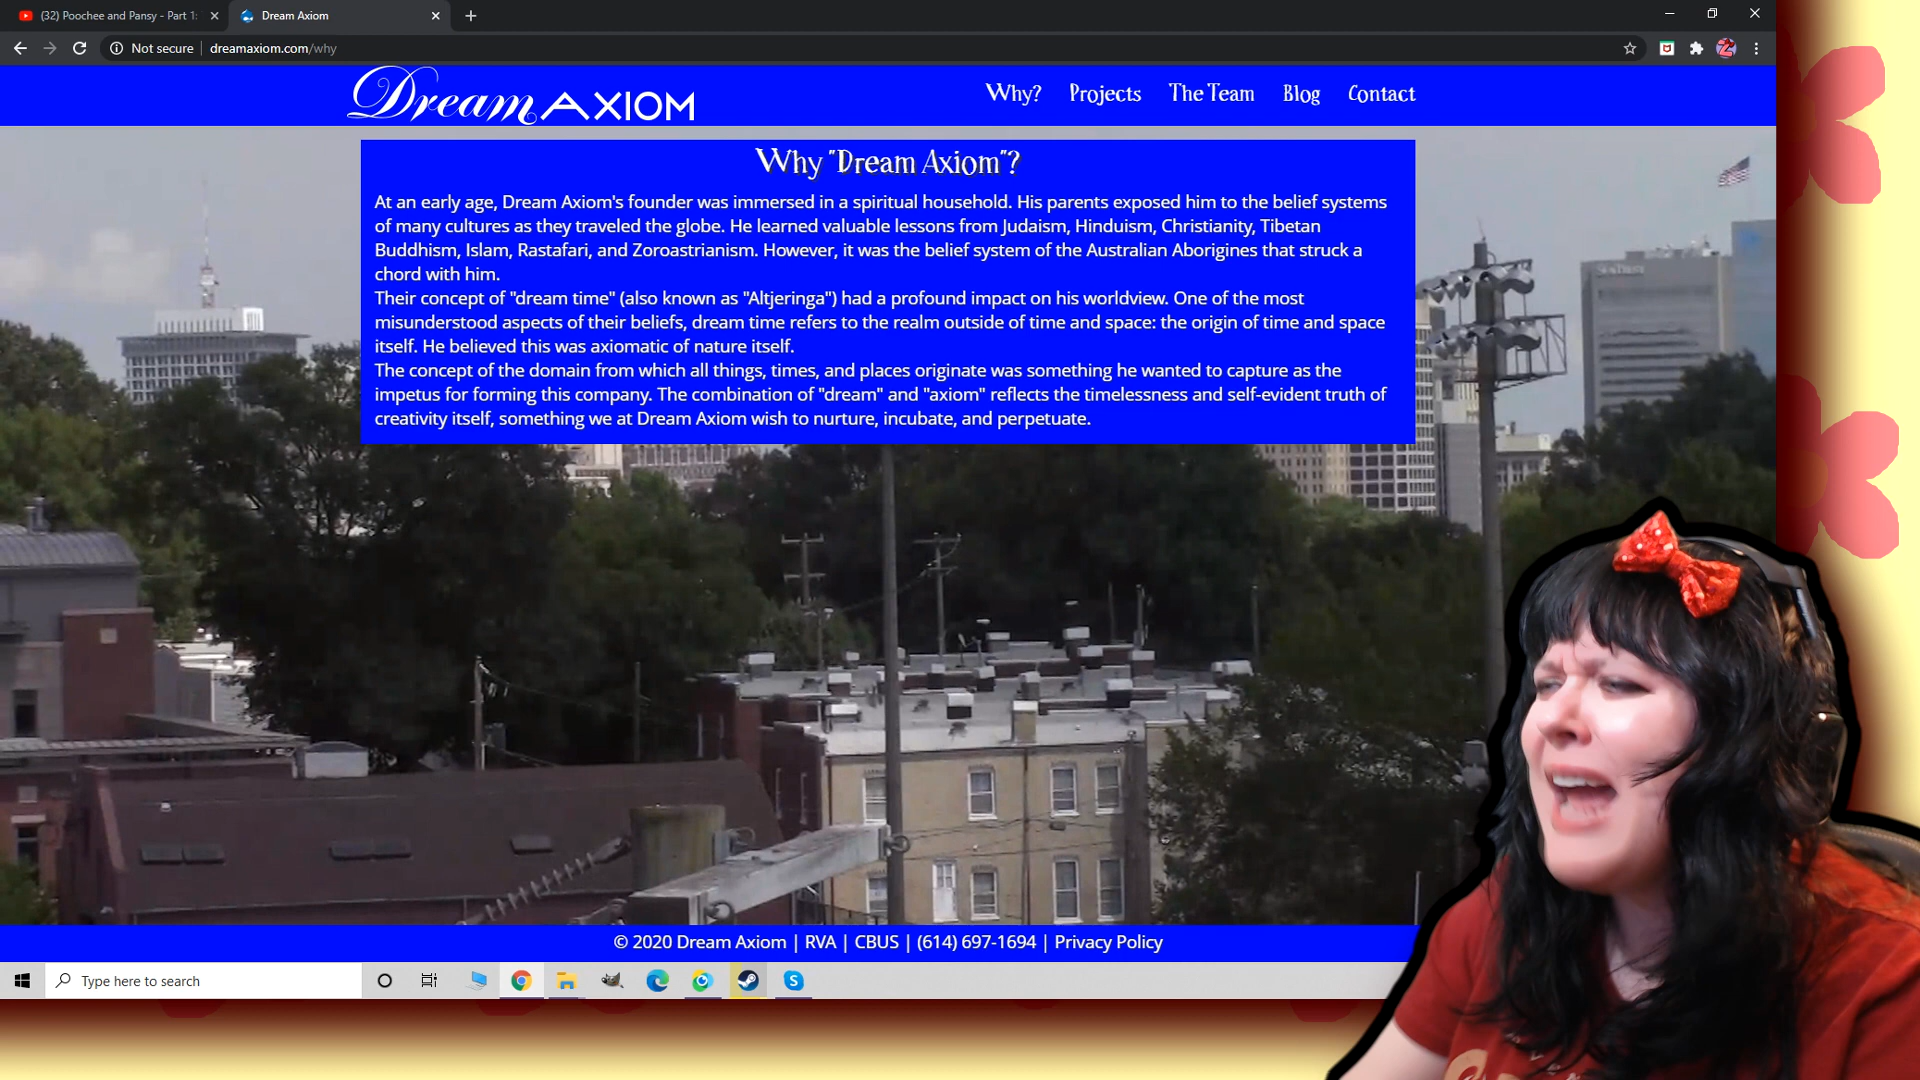 (32) Poochee and Pansy - Part 1:
Dream Axiom
Not secure
dreamaxiom.com/why
Dream AXIOM
Why? Projects The Team Blog Contact
Why "Dream Axiom"?
At an early age, Dream Axiom's founder was immersed in a spiritual household. His parents exposed him to the belief systems
of many cultures as they traveled the globe. He learned valuable lessons from Judaism, Hinduism, Christianity, Tibetan
Buddhism, Islam, Rastafari, and Zoroastrianism. However, it was the belief system of the Australian Aborigines that struck a
chord with him.
Their concept of "dream time" (also known as "Altjeringa") had a profound impact on his worldview. One of the most
misunderstood aspects of their beliefs, dream time refers to the realm outside of time and space: the origin of time and space
itself. He believed this was axiomatic of nature itself.
The concept of the domain from which all things, times, and places originate was something he wanted to capture as the
impetus for forming this company. The combination of "dream" and "axiom" reflects the timelessness and self-evident truth of
creativity itself, something we at Dream Axiom wish to nurture, incubate, and perpetuate.
© 2020 Dream Axiom | RVA | CBUS | (614) 697-1694 | Privacy Policy
Type here to search